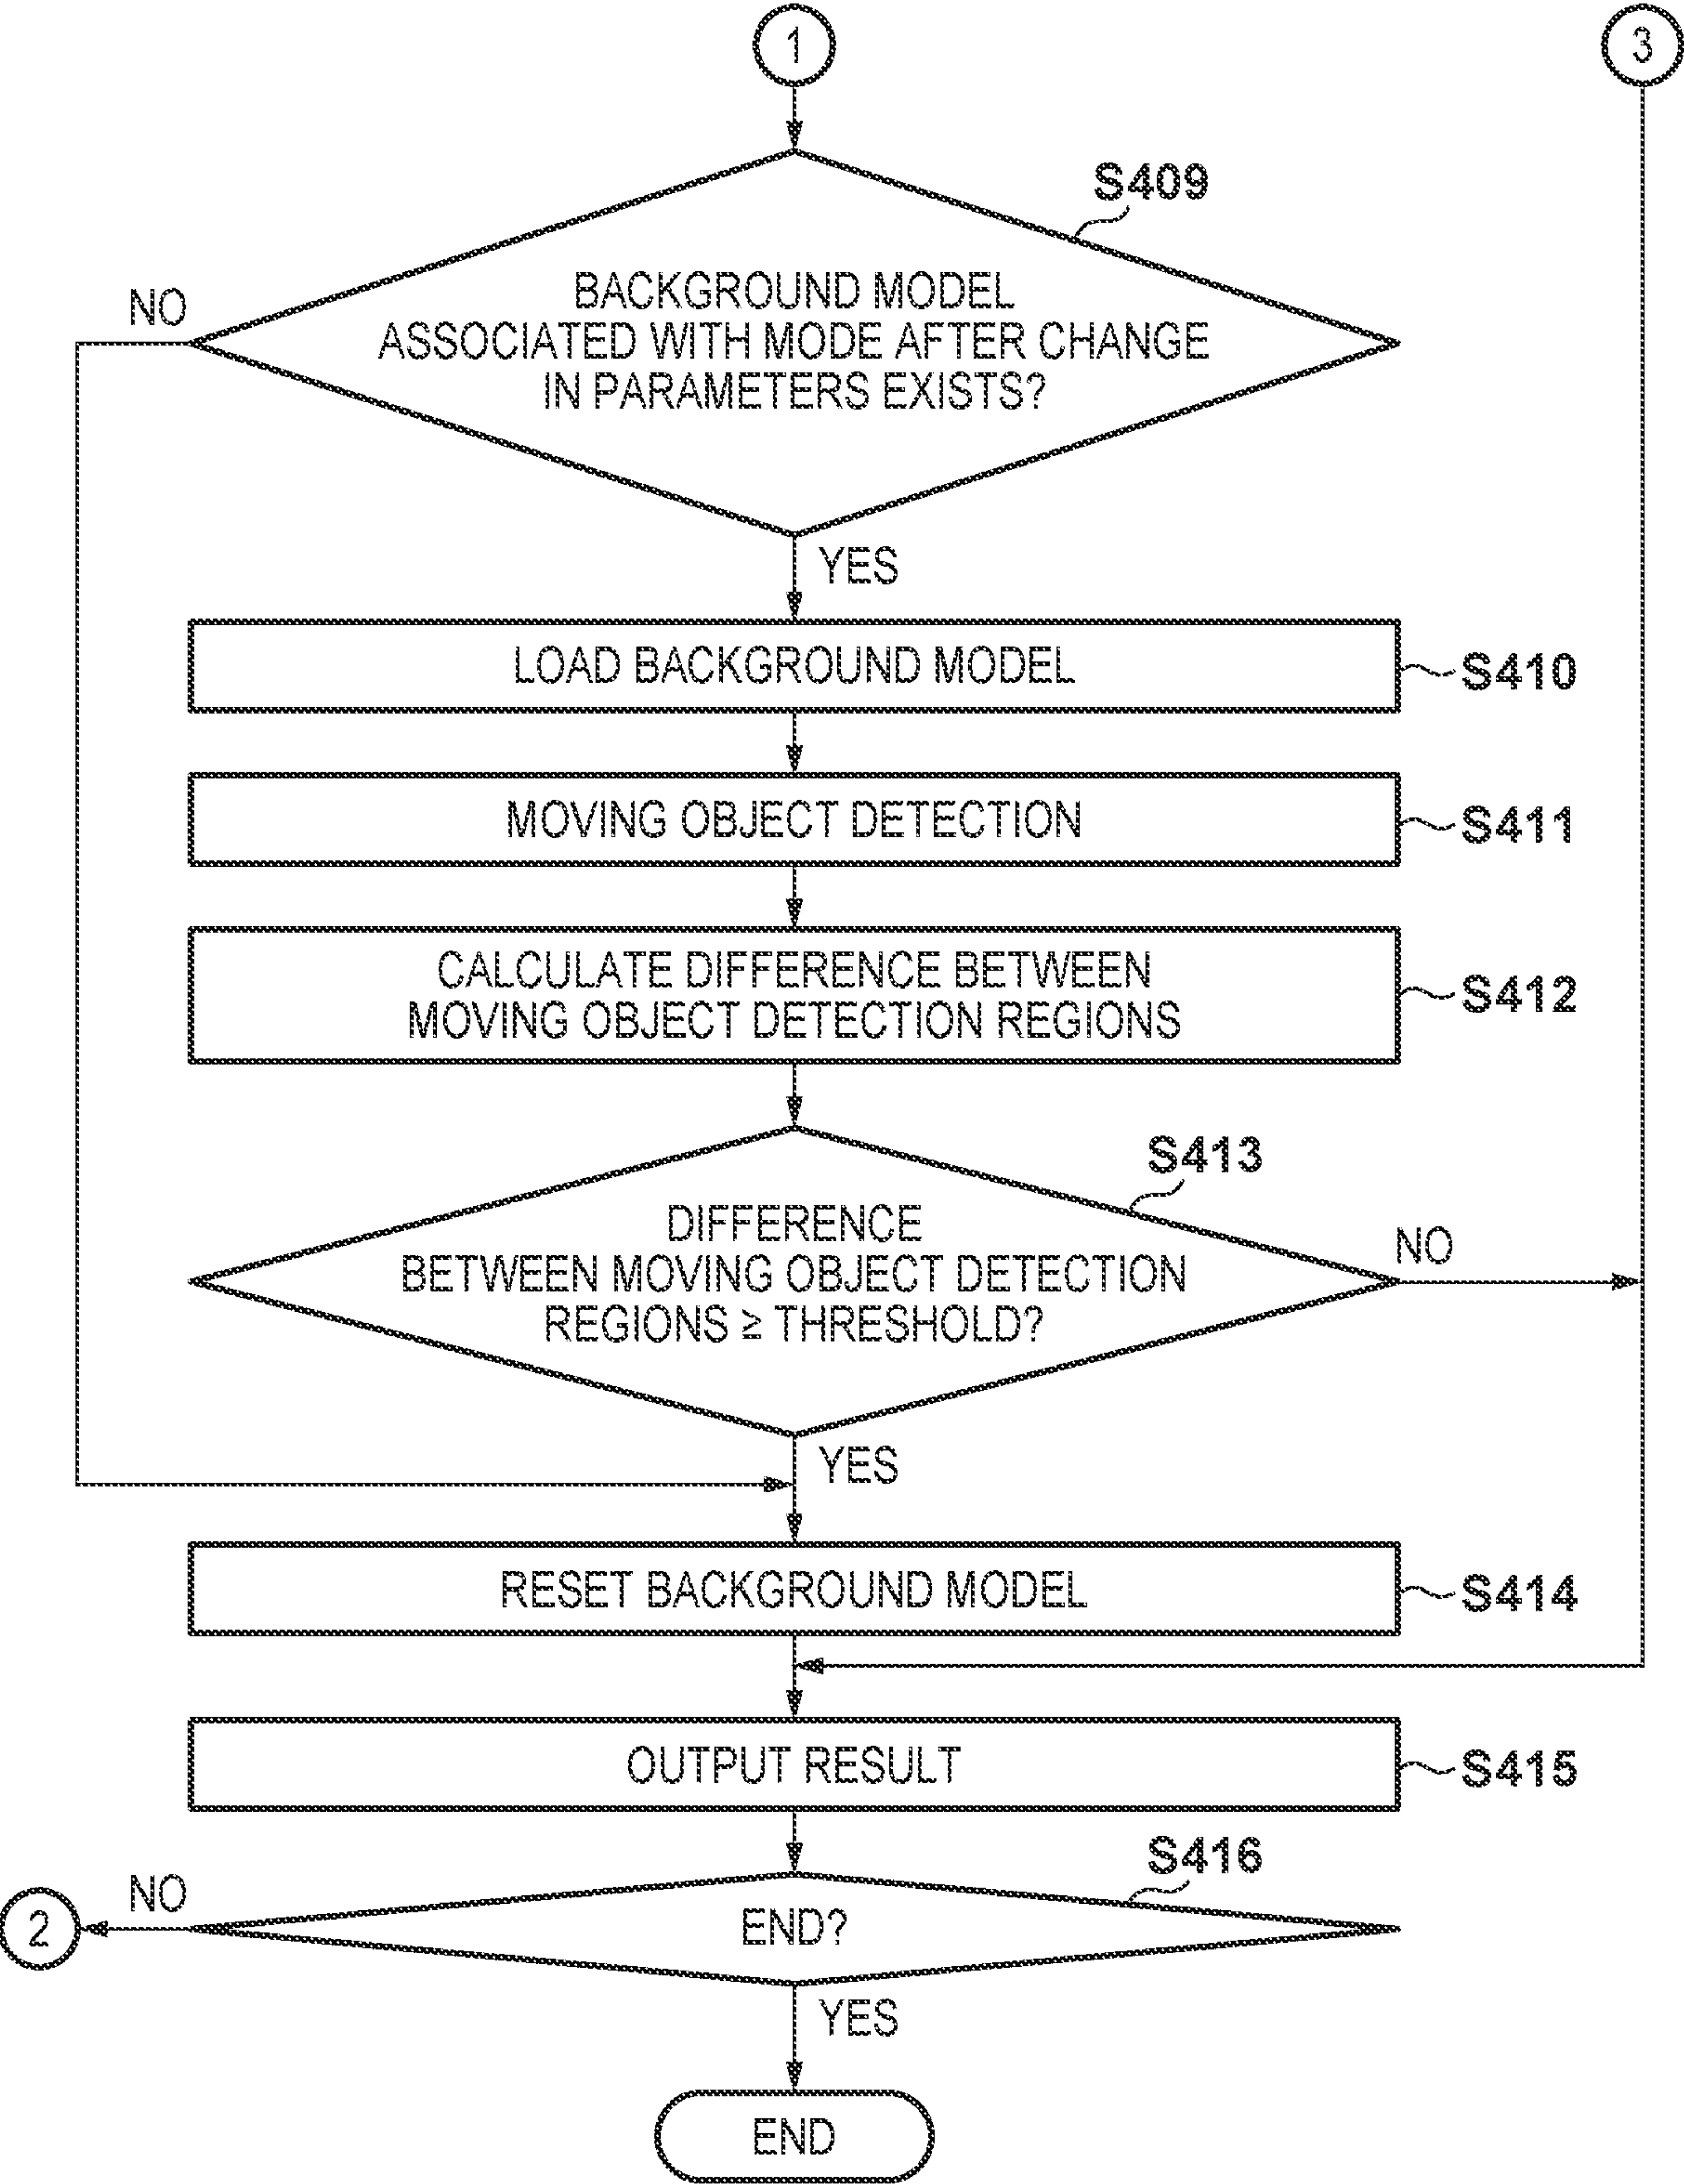 1
3
S409
NO
BACKGROUND MODEL
ASSOCIATED WITH MODE AFTER CHANGE
IN PARAMETERS EXISTS?
YES
LOAD BACKGROUND MODEL
S410
MOVING OBJECT DETECTION
S411
CALCULATE DIFFERENCE BETWEEN
MOVING OBJECT DETECTION REGIONS
S412
S413
DIFFERENCE
BETWEEN MOVING OBJECT DETECTION
REGIONS ≥ THRESHOLD?
NO
YES
RESET BACKGROUND MODEL
S414
OUTPUT RESULT
S415
S416
NO
2
END?
YES
END